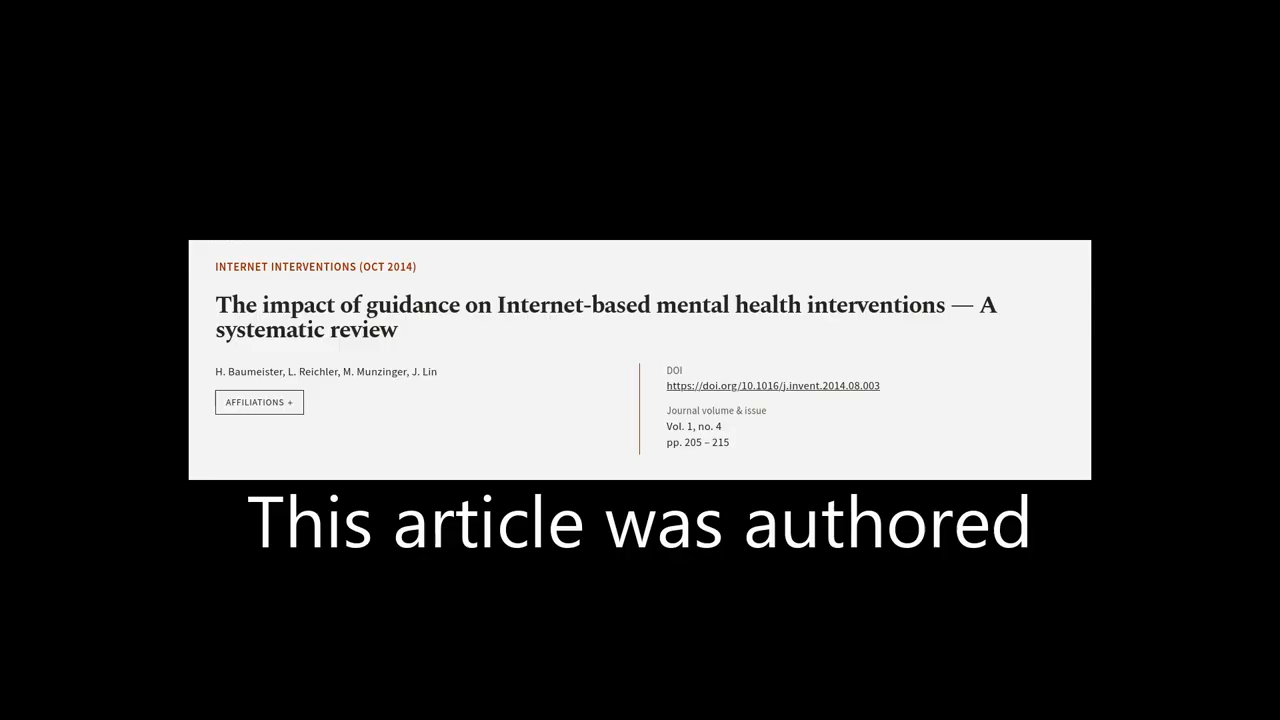 INTERNET INTERVENTIONS (OCT 2014)
The impact of guidance on Internet-based mental health interventions — A
systematic review
H. Baumeister, L. Reichler, M. Munzinger, J. Lin
AFFILIATIONS +
DOI
https://doi.org/10.1016/j.invent.2014.08.003
Journal volume & issue
Vol. 1, no. 4
pp. 205 – 215
This article was authored